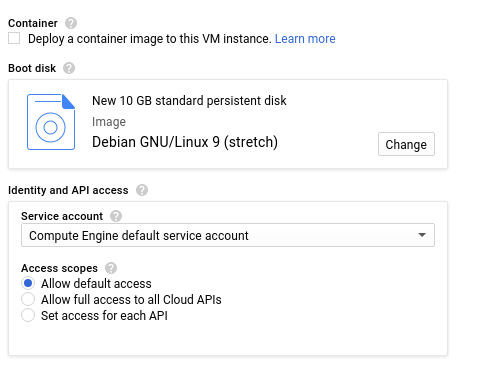 Container
Deploy a container image to this VM instance. Learn more
Boot disk
New 10 GB standard persistent disk
Image
Debian GNU/Linux 9 (stretch)
Change
Identity and API access
Service account
Compute Engine default service account
Access scopes
Allow default access
Allow full access to all Cloud APIs
Set access for each API